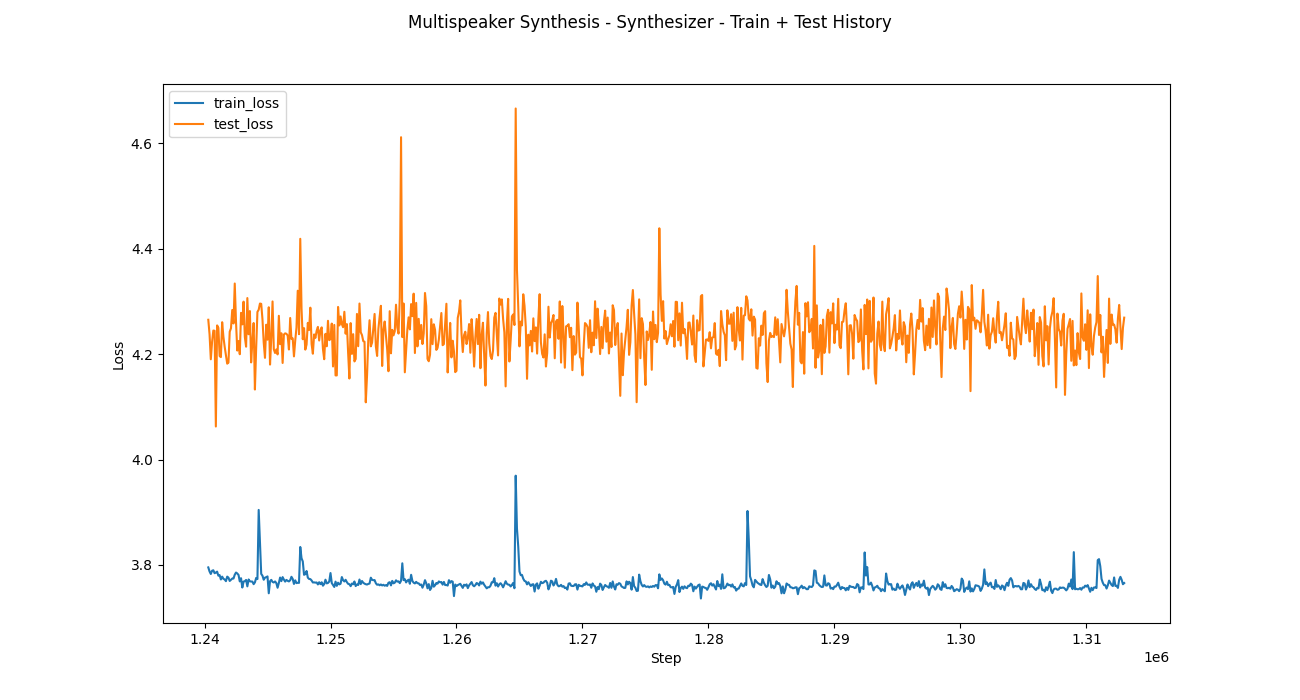 Multispeaker Synthesis - Synthesizer - Train + Test History
train_loss
test_loss
4.6
4.4
4.2
4.0
3.8
Loss
1.24
1.25
1.26
1.27
1.28
1.29
1.30
1.31
Step
1e6